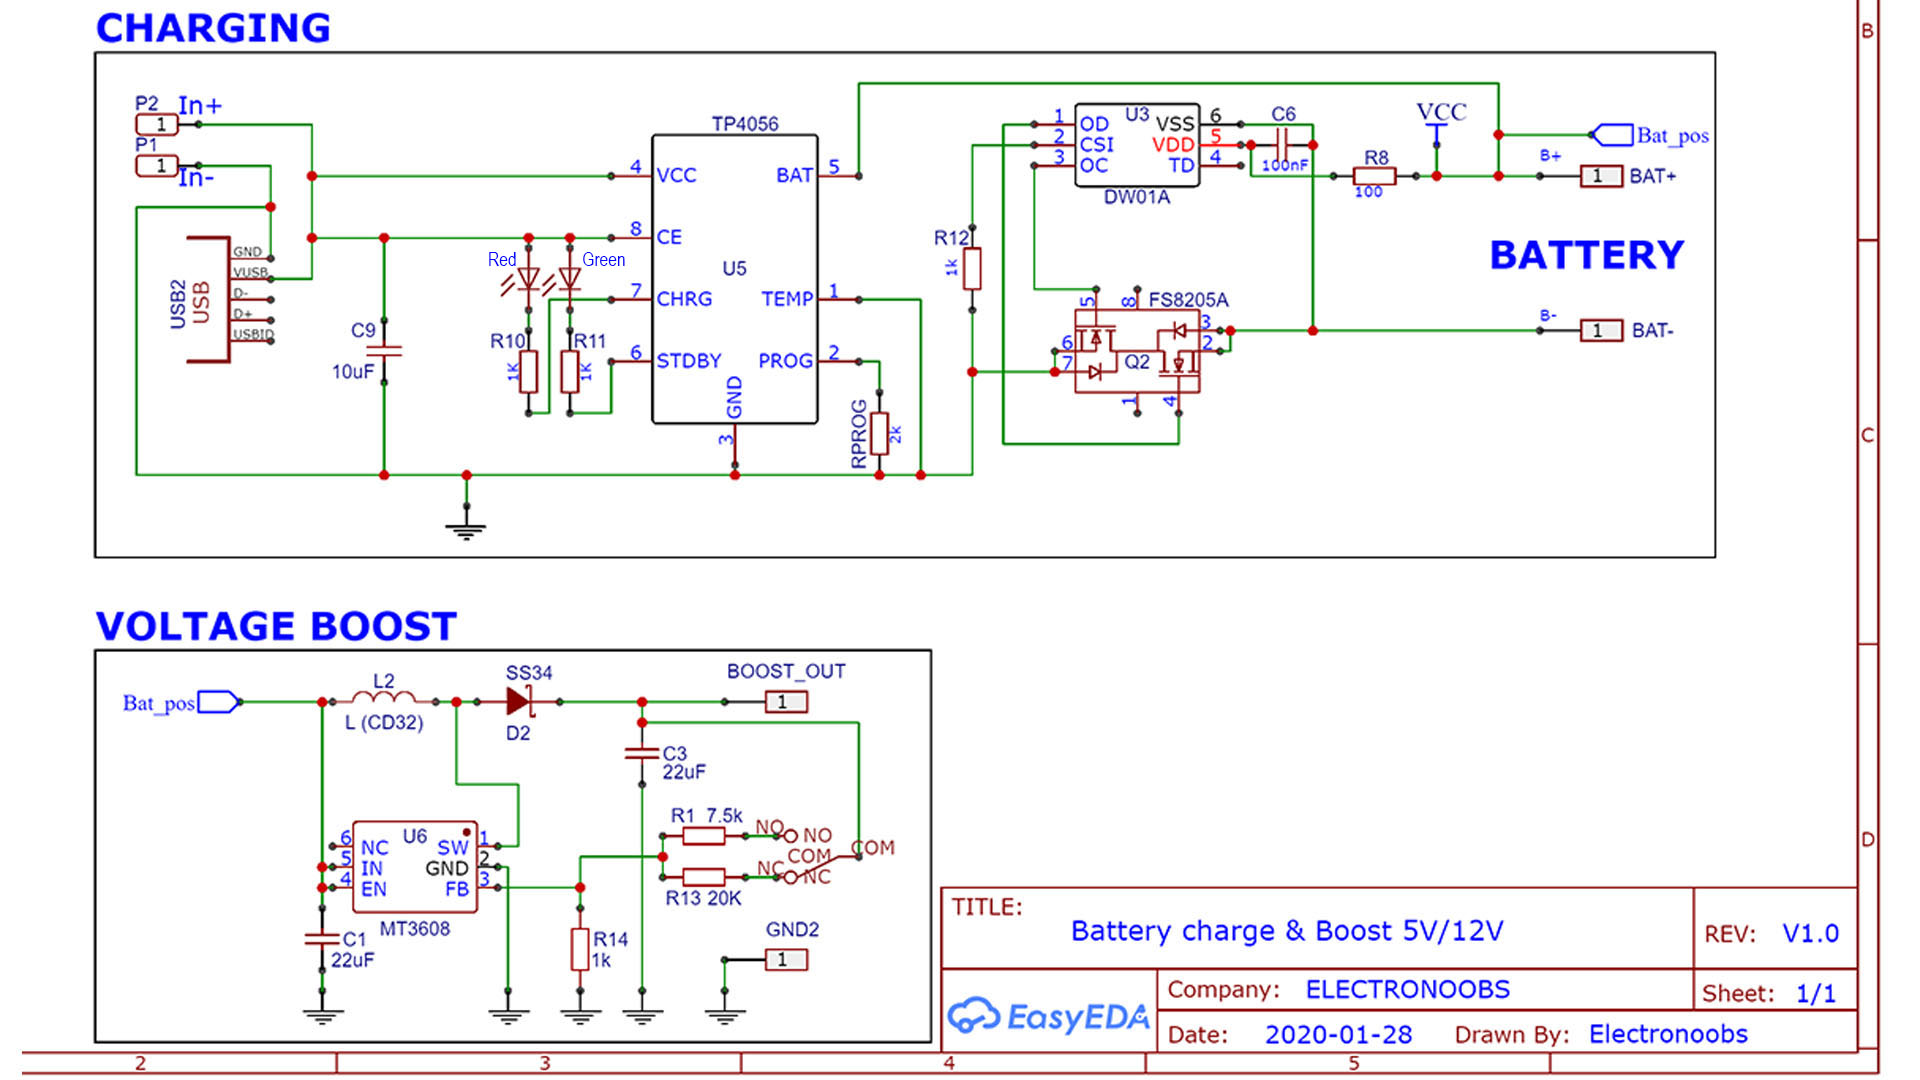 CHARGING
P2 In+
1
P1
1
In-
GND
VUSB
D-
D+
USBID
USB2
USB
C9
10uF
Red
Green
R10
1K
R11
1K
TP4056
4 VCC
8 CE
7 CHRG
6 STDBY
U5
BAT 5
TEMP 1
PROG 2
GND
3
RPROG
2k
R12
1k
1 OD
2 CSI
3 OC
U3
VSS 6
VDD 5
TD 4
DW01A
C6
100nF
R8
100
VCC
Bat_pos
B+
1 BAT+
BATTERY
5
8
FS8205A
3
2
6
7
Q2
1
4
B-
1 BAT-
VOLTAGE BOOST
Bat_pos
L2
L (CD32)
SS34
D2
BOOST_OUT
1
C3
22uF
6 NC
5 IN
4 EN
U6
SW 1
GND 2
FB 3
MT3608
C1
22uF
R14
1k
R1 7.5k
R13 20K
NO NO
COM COM
NC NC
GND2
1
TITLE:
Battery charge & Boost 5V/12V
REV: V1.0
EasyEDA
Company: ELECTRONOOBS
Sheet: 1/1
Date: 2020-01-28 Drawn By: Electronoobs
B
C
D
2 3 4 5